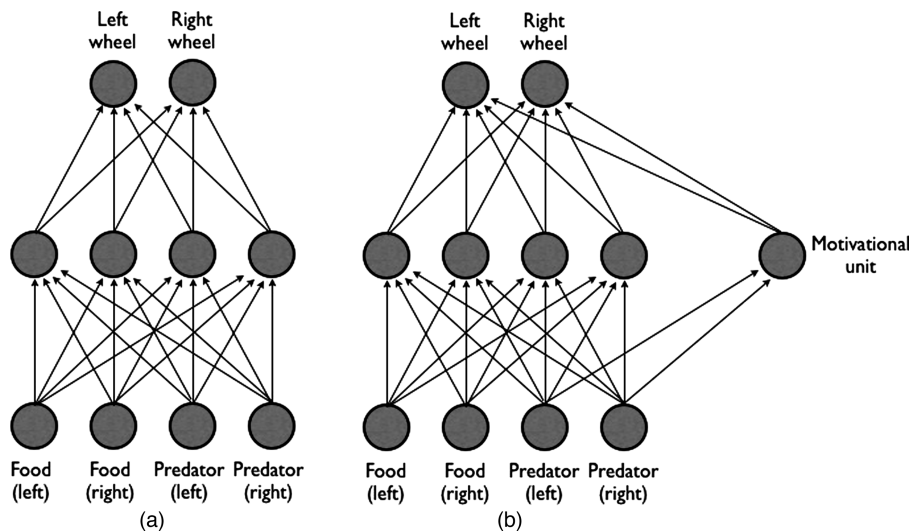 Left
wheel
Right
wheel
Food
(left)
Food
(right)
Predator
(left)
Predator
(right)
(a)
Left
wheel
Right
wheel
Motivational
unit
Food
(left)
Food
(right)
Predator
(left)
Predator
(right)
(b)